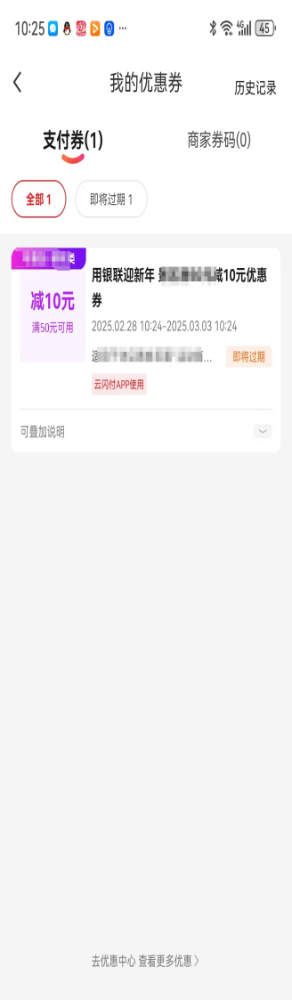 10:25
4G
45
我的优惠券
历史记录
支付券(1)
商家券码(0)
全部 1
即将过期 1
券
用银联迎新年
减10元优惠
券
减10元
满50元可用
2025.02.28 10:24-2025.03.03 10:24
...
即将过期
云闪付APP使用
可叠加说明
去优惠中心 查看更多优惠 〉